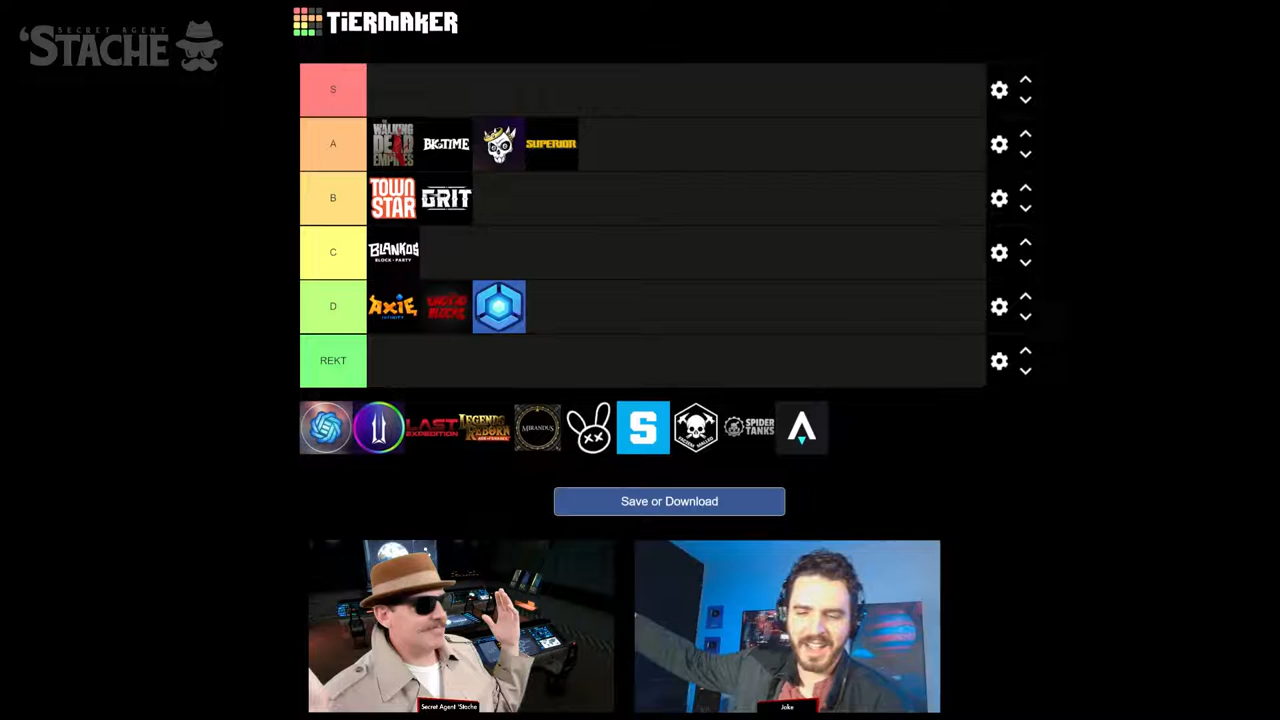 SECRET AGENT
'STACHE
TIERMAKER
S
A
THE WALKING DEAD EMPIRES
BIGTIME
SUPERIOR
B
TOWN STAR
GRIT
C
BLANKOS
BLOCK • PARTY
D
AXIE
INFINITY
REKT
LAST EXPEDITION
LEGENDS REBORN
MIRANDUS
S
SPIDER TANKS
Save or Download
Secret Agent 'Stache
Jake